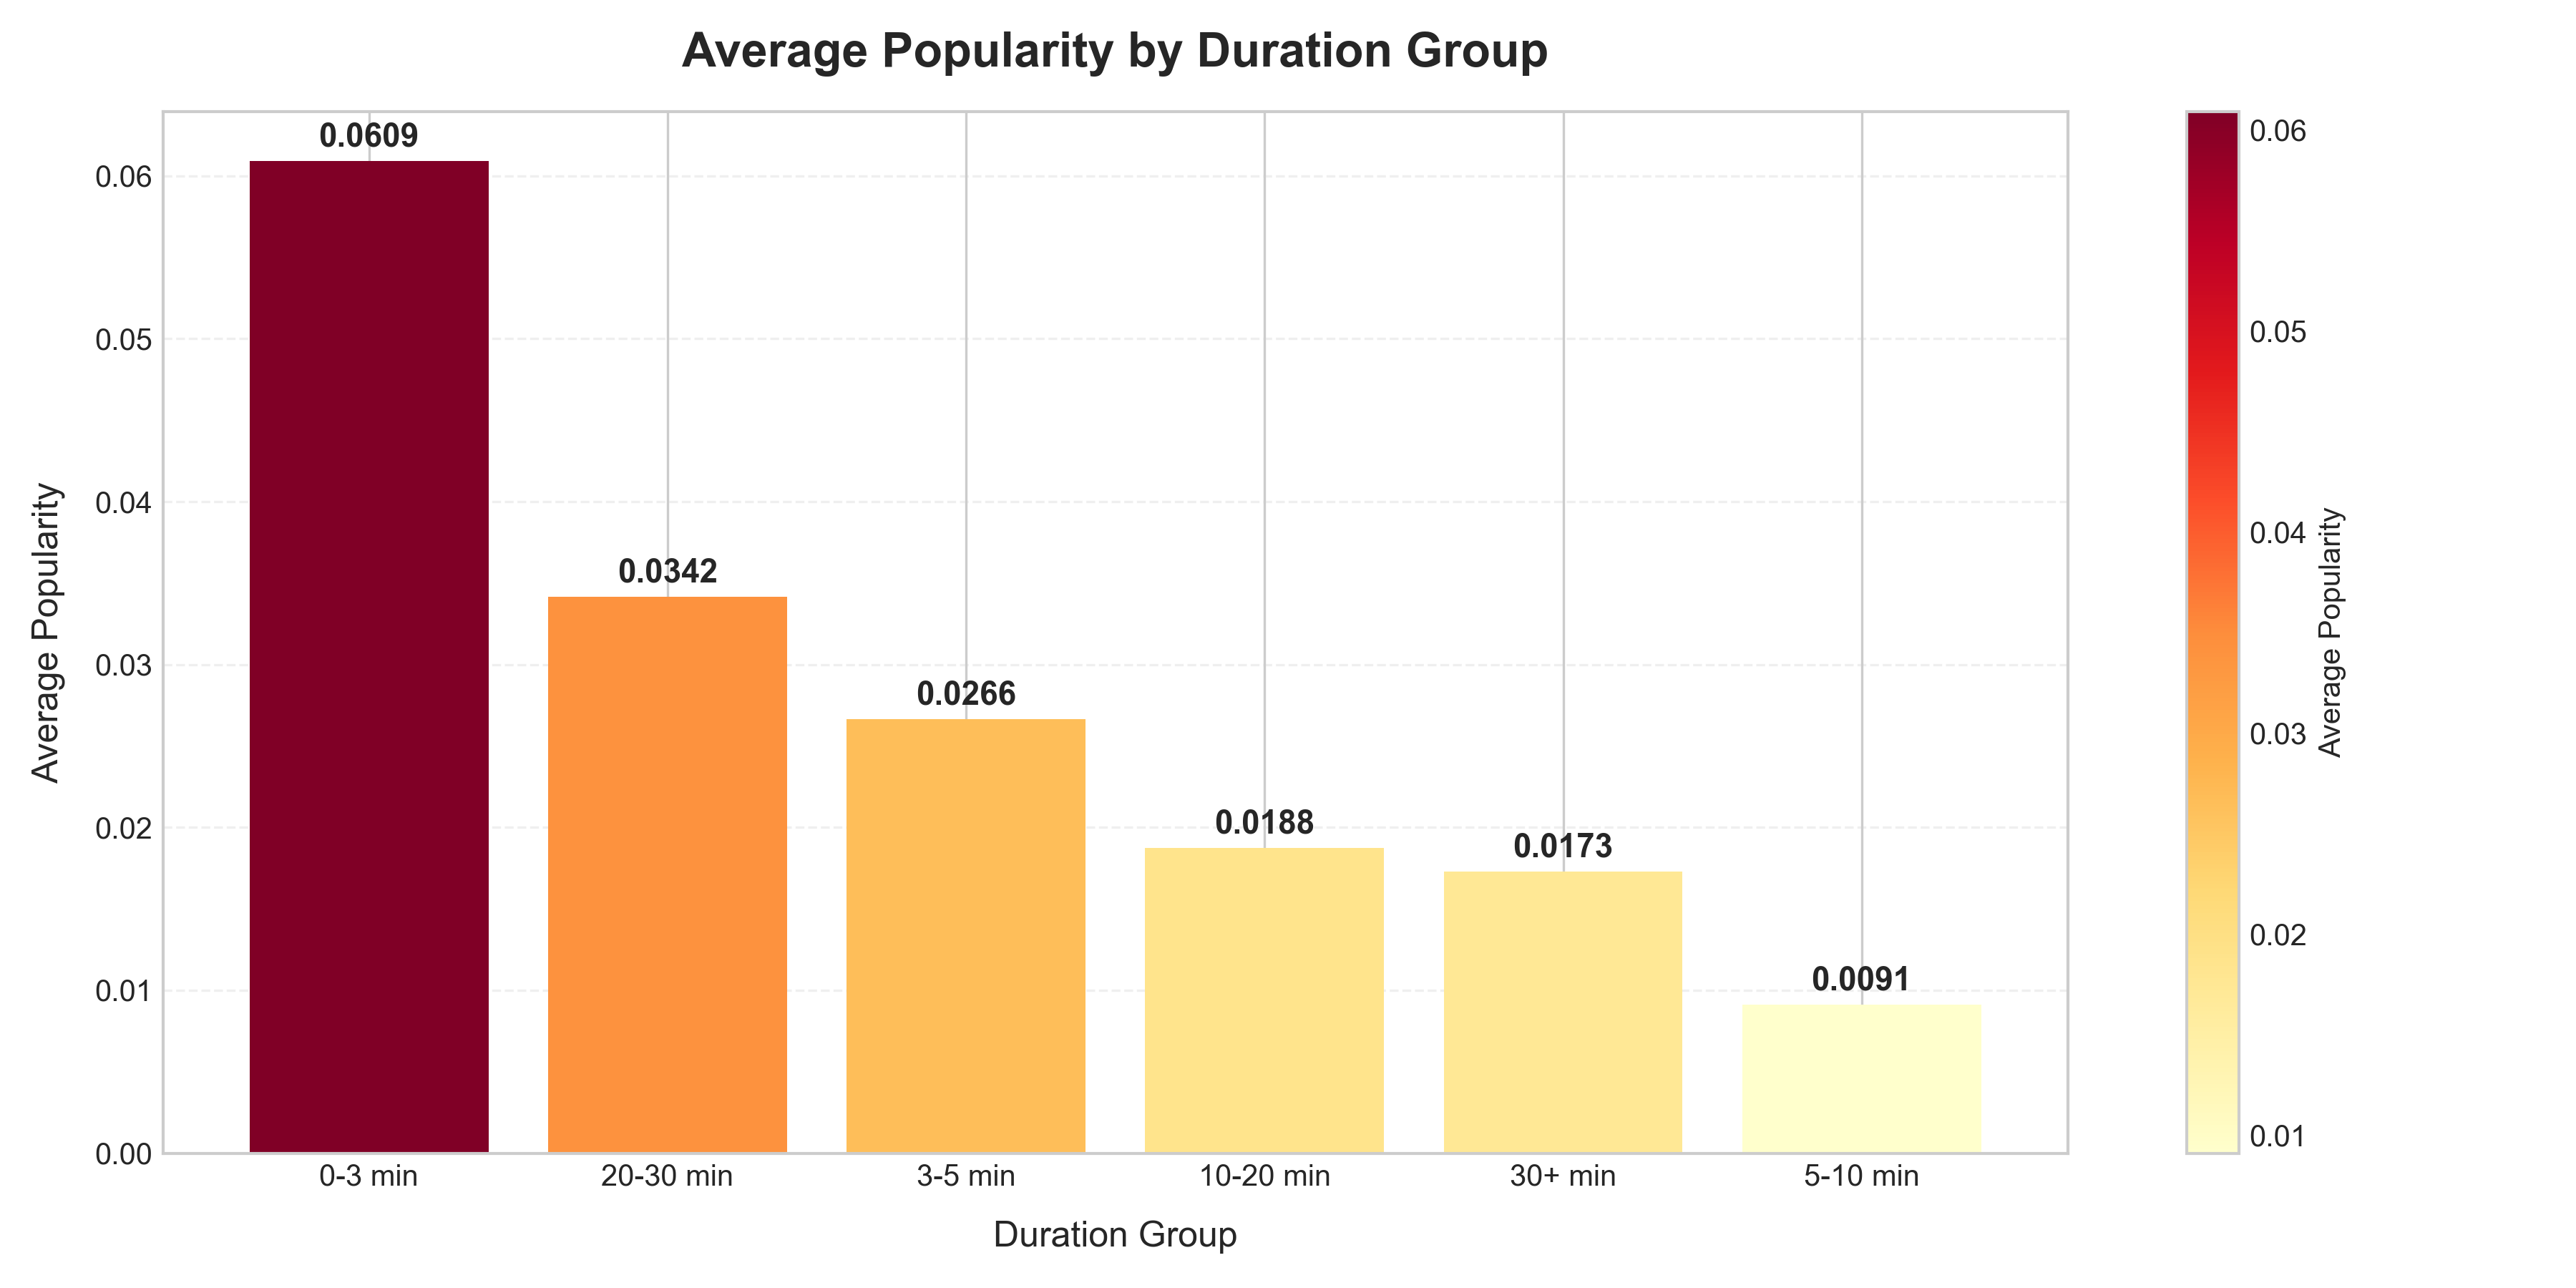 Average Popularity by Duration Group
Average Popularity
0.06
0.05
0.04
0.03
0.02
0.01
0.00
0.0609
0.0342
0.0266
0.0188
0.0173
0.0091
0-3 min
20-30 min
3-5 min
10-20 min
30+ min
5-10 min
Duration Group
0.06
0.05
0.04
0.03
0.02
0.01
Average Popularity